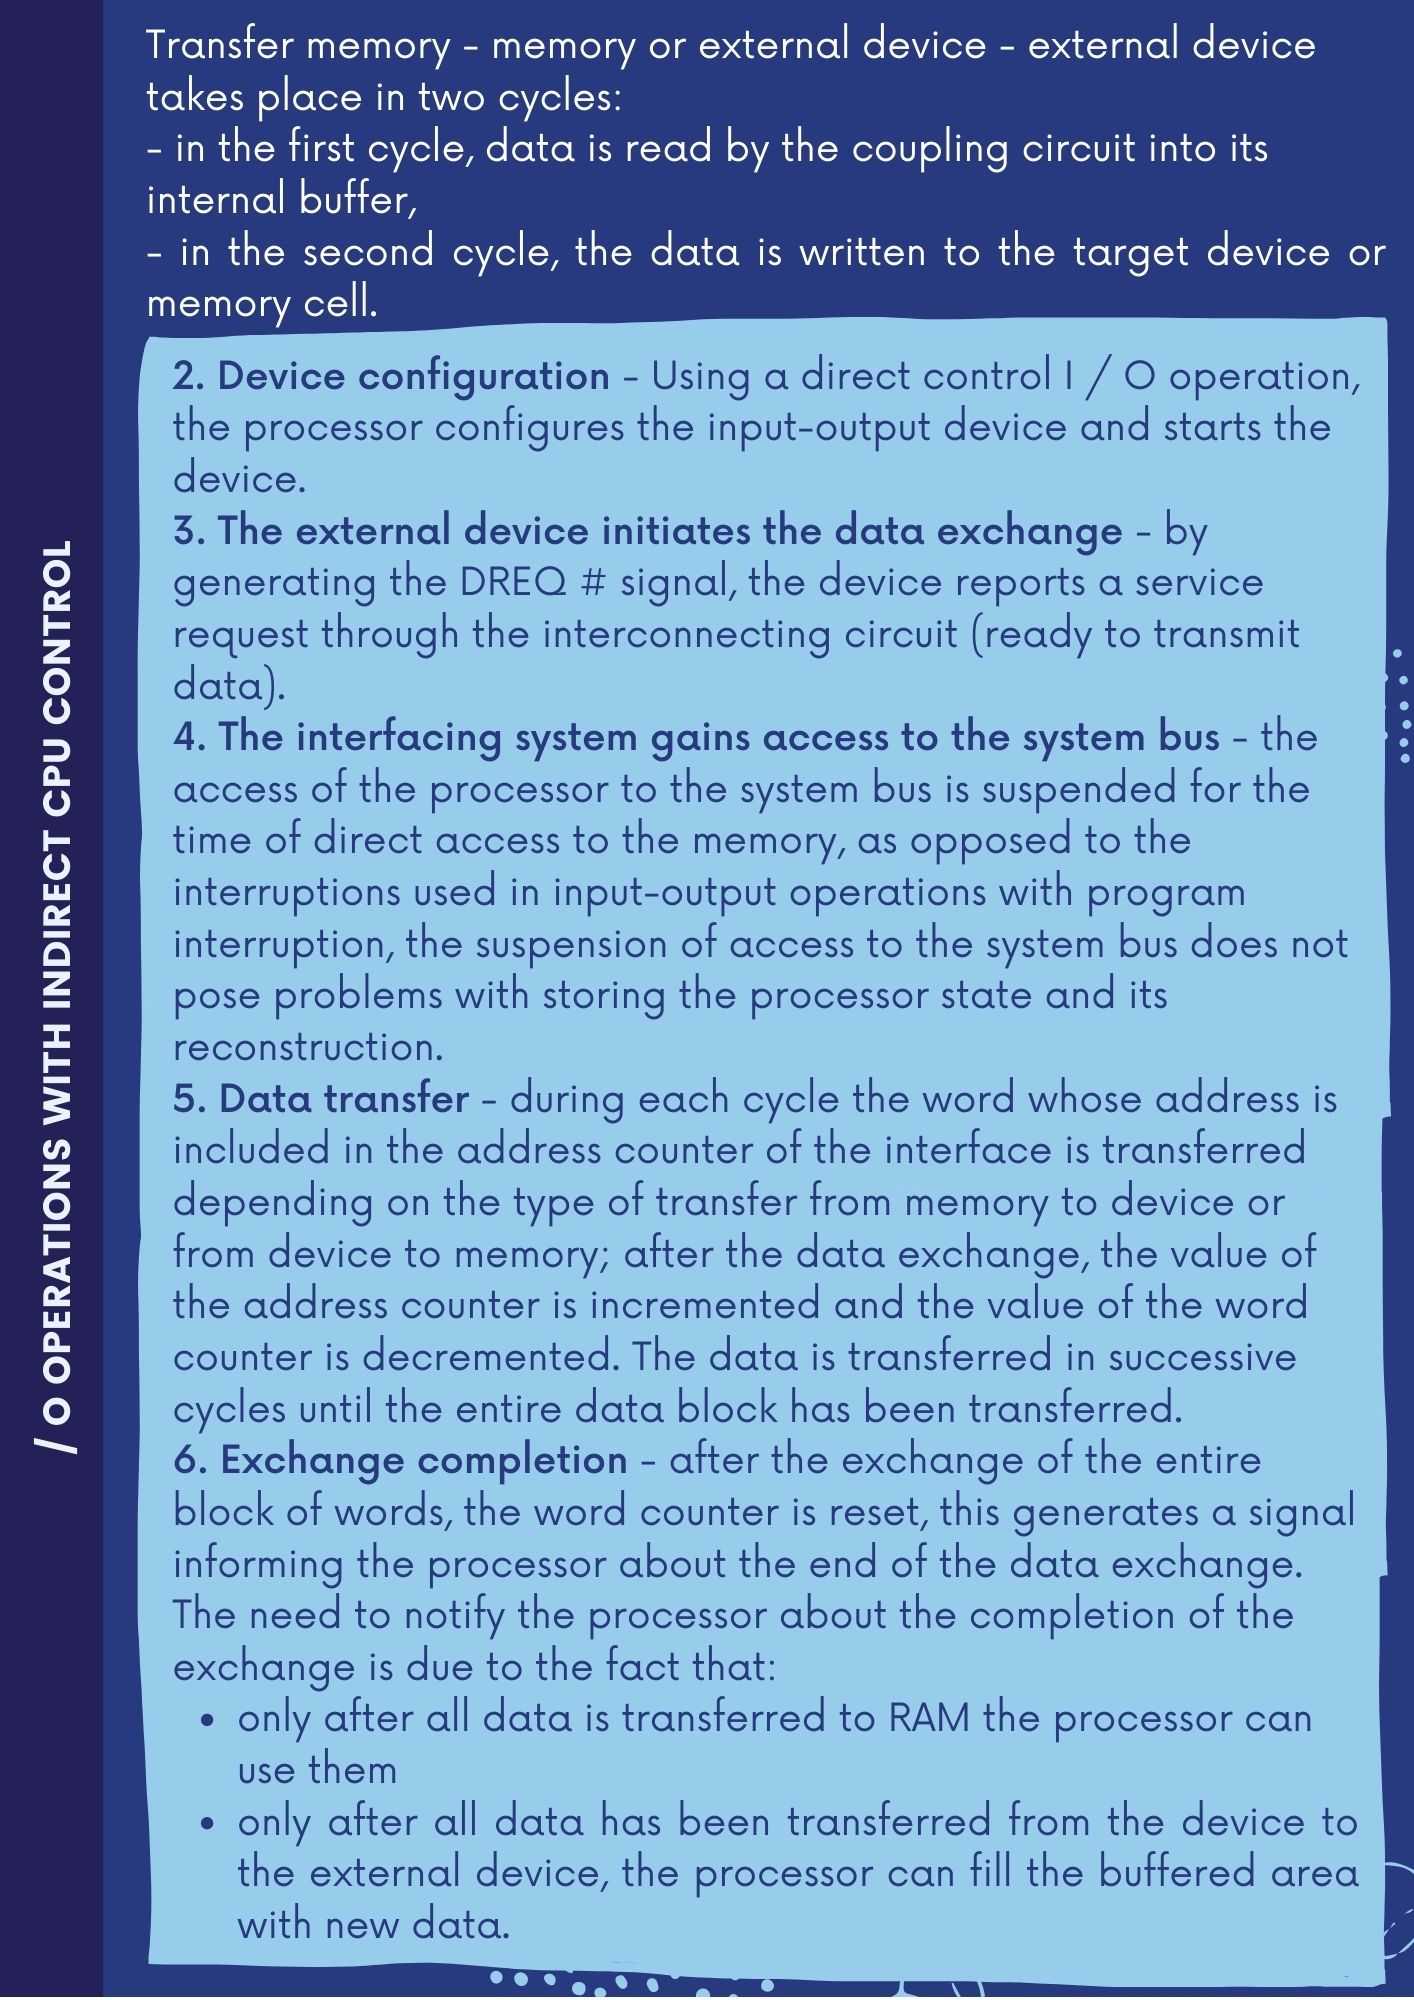 Transfer memory - memory or external device - external device
takes place in two cycles:
- in the first cycle, data is read by the coupling circuit into its
internal buffer,
- in the second cycle, the data is written to the target device or
memory cell.
2. Device configuration - Using a direct control I / O operation,
the processor configures the input-output device and starts the
device.
3. The external device initiates the data exchange - by
generating the DREQ # signal, the device reports a service
request through the interconnecting circuit (ready to transmit
data).
4. The interfacing system gains access to the system bus - the
access of the processor to the system bus is suspended for the
time of direct access to the memory, as opposed to the
interruptions used in input-output operations with program
interruption, the suspension of access to the system bus does not
pose problems with storing the processor state and its
reconstruction.
5. Data transfer - during each cycle the word whose address is
included in the address counter of the interface is transferred
depending on the type of transfer from memory to device or
from device to memory; after the data exchange, the value of
the address counter is incremented and the value of the word
counter is decremented. The data is transferred in successive
cycles until the entire data block has been transferred.
6. Exchange completion - after the exchange of the entire
block of words, the word counter is reset, this generates a signal
informing the processor about the end of the data exchange.
The need to notify the processor about the completion of the
exchange is due to the fact that:
• only after all data is transferred to RAM the processor can
use them
• only after all data has been transferred from the device to
the external device, the processor can fill the buffered area
with new data.
/ O OPERATIONS WITH INDIRECT CPU CONTROL